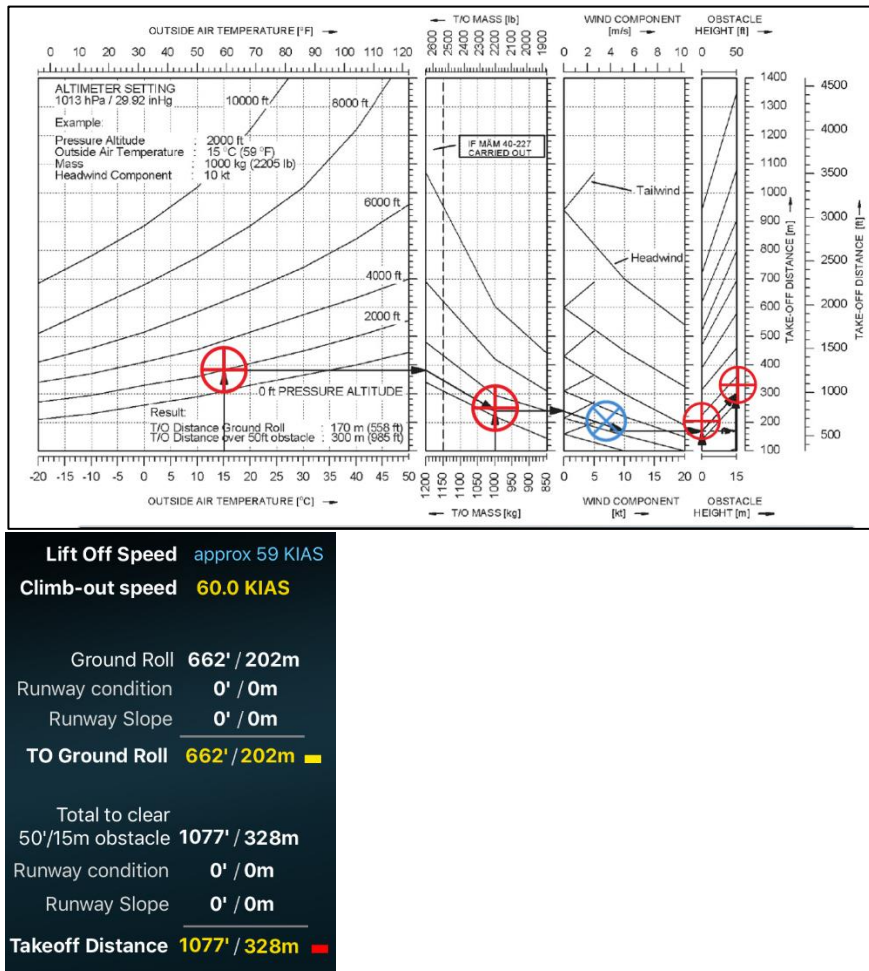 OUTSIDE AIR TEMPERATURE [°F]
T/O MASS [lb]
WIND COMPONENT [m/s]
OBSTACLE HEIGHT [ft]
0 10 20 30 40 50 60 70 80 90 100 110 120
2600 2500 2400 2300 2200 2100 2000 1900
0 2 4 6 8 10
0 50
ALTIMETER SETTING
1013 hPa / 29.92 inHg
Example:
Pressure Altitude : 2000 ft
Outside Air Temperature : 15 °C (59 °F)
Mass : 1000 kg (2205 lb)
Headwind Component : 10 kt
10000 ft
8000 ft
6000 ft
4000 ft
2000 ft
0 ft PRESSURE ALTITUDE
Result:
T/O Distance Ground Roll : 170 m (558 ft)
T/O Distance over 50ft obstacle : 300 m (985 ft)
IF MÄM 40-227
CARRIED OUT
Tailwind
Headwind
1400
1300
1200
1100
1000
900
800
700
600
500
400
300
200
100
TAKE-OFF DISTANCE [m]
4500
4000
3500
3000
2500
2000
1500
1000
500
TAKE-OFF DISTANCE [ft]
-20 -15 -10 -5 0 5 10 15 20 25 30 35 40 45 50
1200 1150 1100 1050 1000 950 900 850
0 5 10 15 20
0 15
OUTSIDE AIR TEMPERATURE [°C]
T/O MASS [kg]
WIND COMPONENT [kt]
OBSTACLE HEIGHT [m]
Lift Off Speed approx 59 KIAS
Climb-out speed 60.0 KIAS
Ground Roll 662' / 202m
Runway condition 0' / 0m
Runway Slope 0' / 0m
TO Ground Roll 662' / 202m
Total to clear
50'/15m obstacle 1077' / 328m
Runway condition 0' / 0m
Runway Slope 0' / 0m
Takeoff Distance 1077' / 328m